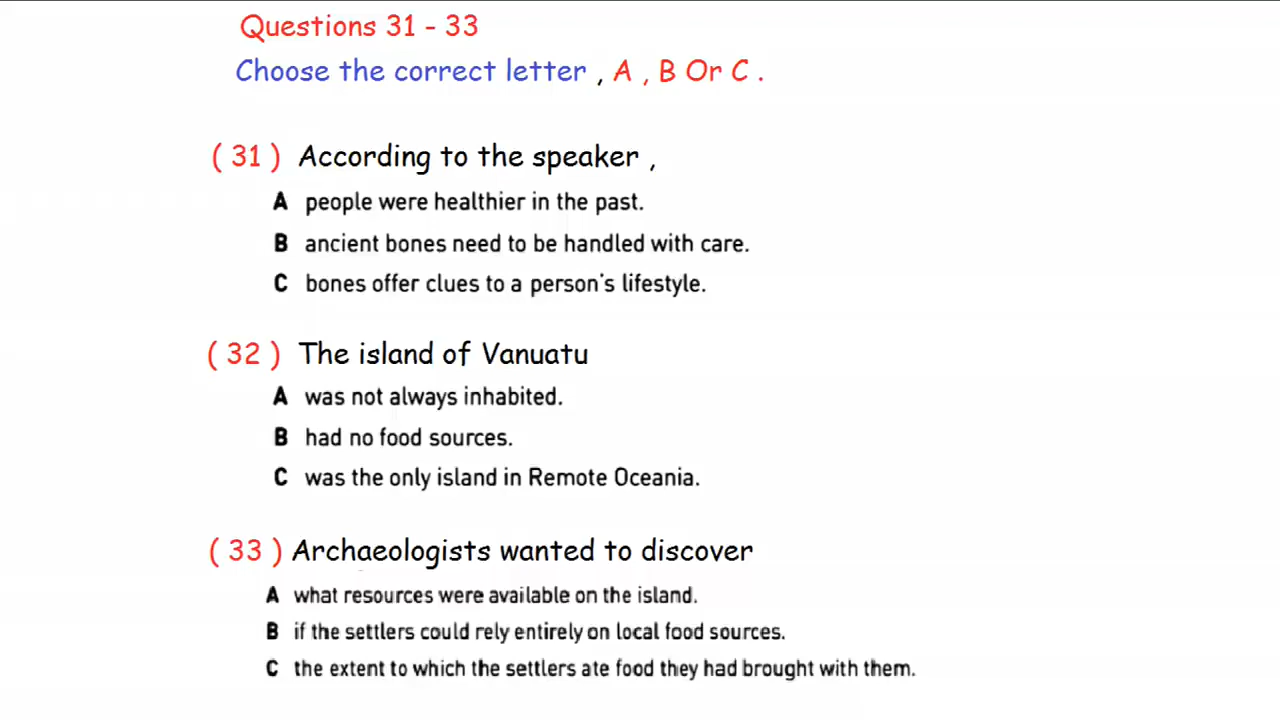 Questions 31 - 33
Choose the correct letter , A , B Or C .
( 31 ) According to the speaker ,
A people were healthier in the past.
B ancient bones need to be handled with care.
C bones offer clues to a person's lifestyle.
( 32 ) The island of Vanuatu
A was not always inhabited.
B had no food sources.
C was the only island in Remote Oceania.
( 33 ) Archaeologists wanted to discover
A what resources were available on the island.
B if the settlers could rely entirely on local food sources.
C the extent to which the settlers ate food they had brought with them.